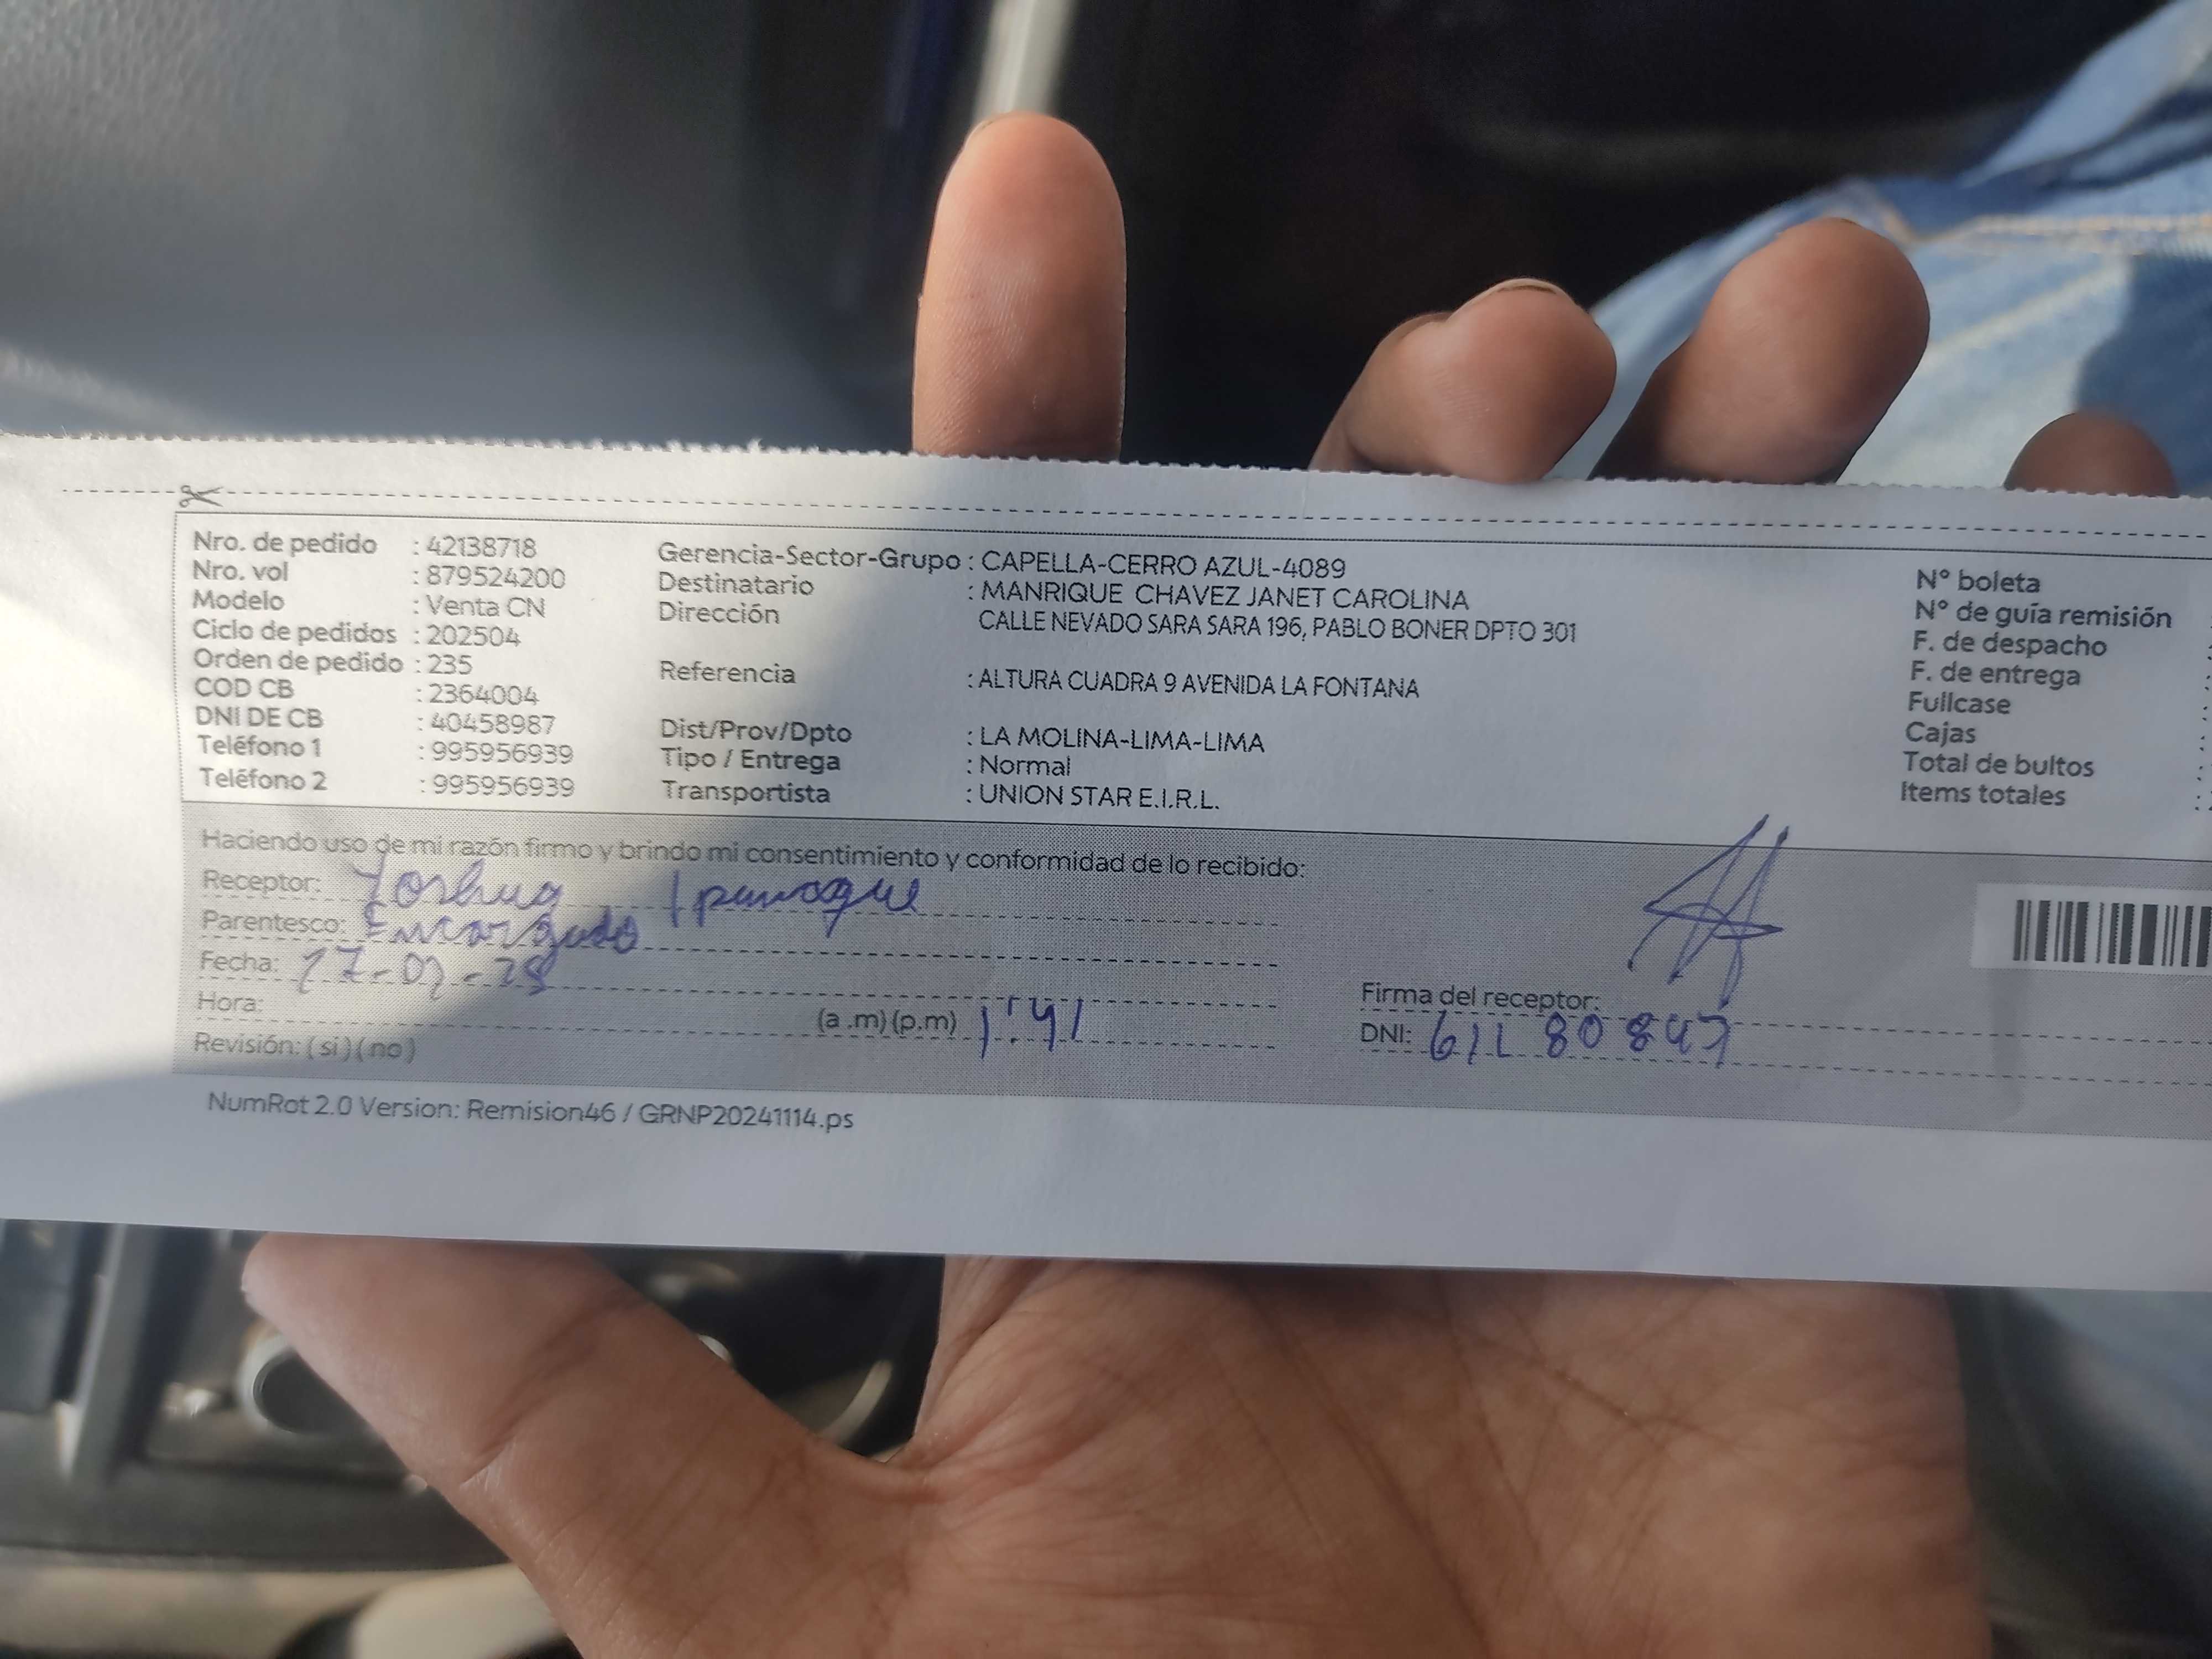 Nro. de pedido : 42138718
Nro. vol : 879524200
Modelo : Venta CN
Ciclo de pedidos : 202504
Orden de pedido : 235
COD CB : 2364004
DNI DE CB : 40458987
Teléfono 1 : 995956939
Teléfono 2 : 995956939
Gerencia-Sector-Grupo : CAPELLA-CERRO AZUL-4089
Destinatario : MANRIQUE CHAVEZ JANET CAROLINA
Dirección CALLE NEVADO SARA SARA 196, PABLO BONER DPTO 301
Referencia : ALTURA CUADRA 9 AVENIDA LA FONTANA
Dist/Prov/Dpto : LA MOLINA-LIMA-LIMA
Tipo / Entrega : Normal
Transportista : UNION STAR E.I.R.L.
N° boleta
N° de guía remisión
F. de despacho
F. de entrega
Fullcase
Cajas
Total de bultos
Items totales
Haciendo uso de mi razón firmo y brindo mi consentimiento y conformidad de lo recibido:
Receptor:
Parentesco: Encargado
Fecha:
Hora: (a .m) (p.m) 1:41
Revisión: ( si ) ( no )
Firma del receptor:
DNI:
NumRot 2.0 Version: Remision46 / GRNP20241114.ps